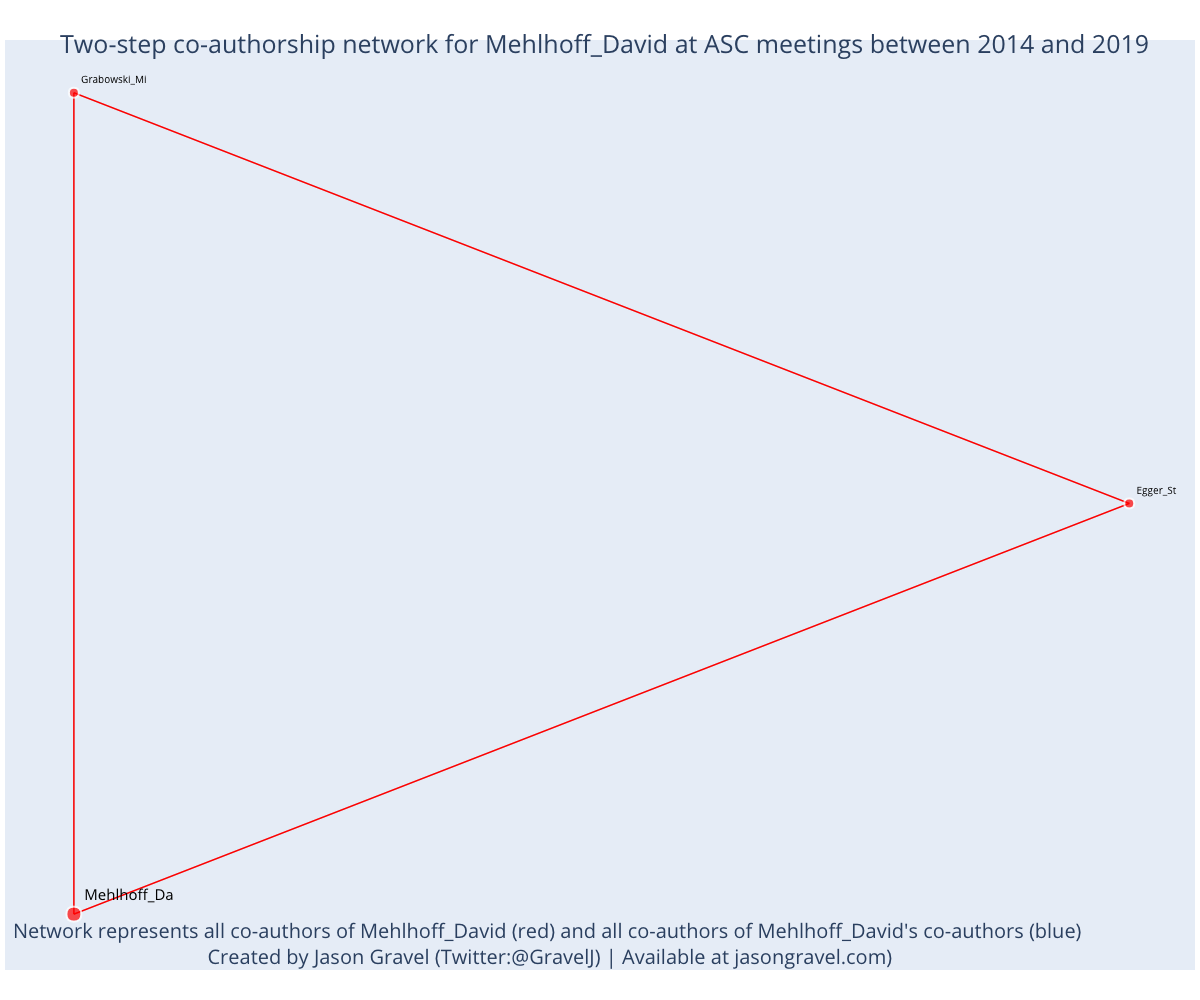 Two-step co-authorship network for Mehlhoff_David at ASC meetings between 2014 and 2019
Grabowski_Mi
Egger_St
Mehlhoff_Da
Network represents all co-authors of Mehlhoff_David (red) and all co-authors of Mehlhoff_David's co-authors (blue)
Created by Jason Gravel (Twitter:@GravelJ) | Available at jasongravel.com)